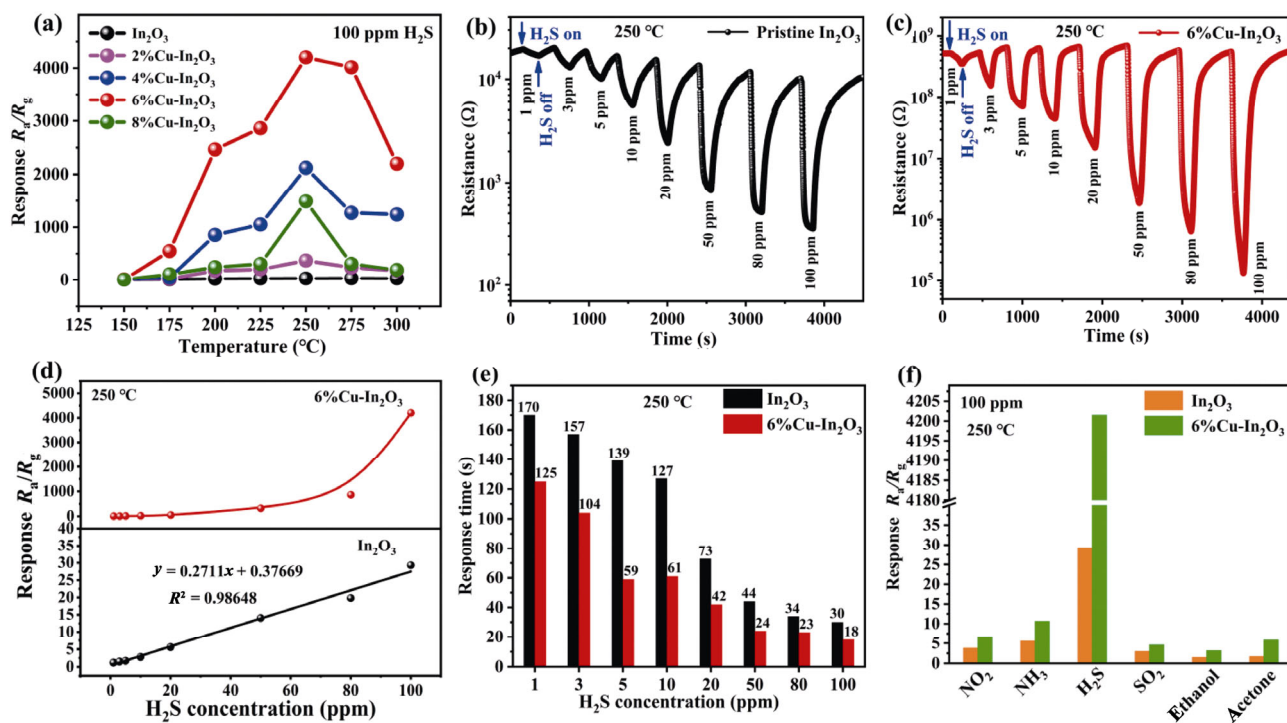 (a)
In₂O₃
2%Cu-In₂O₃
4%Cu-In₂O₃
6%Cu-In₂O₃
8%Cu-In₂O₃
100 ppm H₂S
Response Rₐ/R_g
4000
3000
2000
1000
0
125 150 175 200 225 250 275 300
Temperature (℃)
(b)
H₂S on
250 ℃
Pristine In₂O₃
1 ppm
H₂S off
3ppm
5 ppm
10 ppm
20 ppm
50 ppm
80 ppm
100 ppm
Resistance (Ω)
10⁴
10³
10²
0 1000 2000 3000 4000
Time (s)
(c)
H₂S on
250 ℃
6%Cu-In₂O₃
1 ppm
H₂S off
3 ppm
5 ppm
10 ppm
20 ppm
50 ppm
80 ppm
100 ppm
Resistance (Ω)
10⁹
10⁸
10⁷
10⁶
10⁵
0 1000 2000 3000 4000
Time (s)
(d)
250 ℃
6%Cu-In₂O₃
Response Rₐ/R_g
5000
4000
3000
2000
1000
0
40
35
30
25
20
15
10
5
0
In₂O₃
y = 0.2711x + 0.37669
R² = 0.98648
0 20 40 60 80 100
H₂S concentration (ppm)
(e)
250 ℃
In₂O₃
6%Cu-In₂O₃
Response time (s)
200
180
160
140
120
100
80
60
40
20
0
170 157 139 127 73 44 34 30
125 104 59 61 42 24 23 18
1 3 5 10 20 50 80 100
H₂S concentration (ppm)
(f)
100 ppm
250 ℃
In₂O₃
6%Cu-In₂O₃
Response Rₐ/R_g
4205
4200
4195
4190
4185
4180
35
30
25
20
15
10
5
0
NO₂ NH₃ H₂S SO₂ Ethanol Acetone